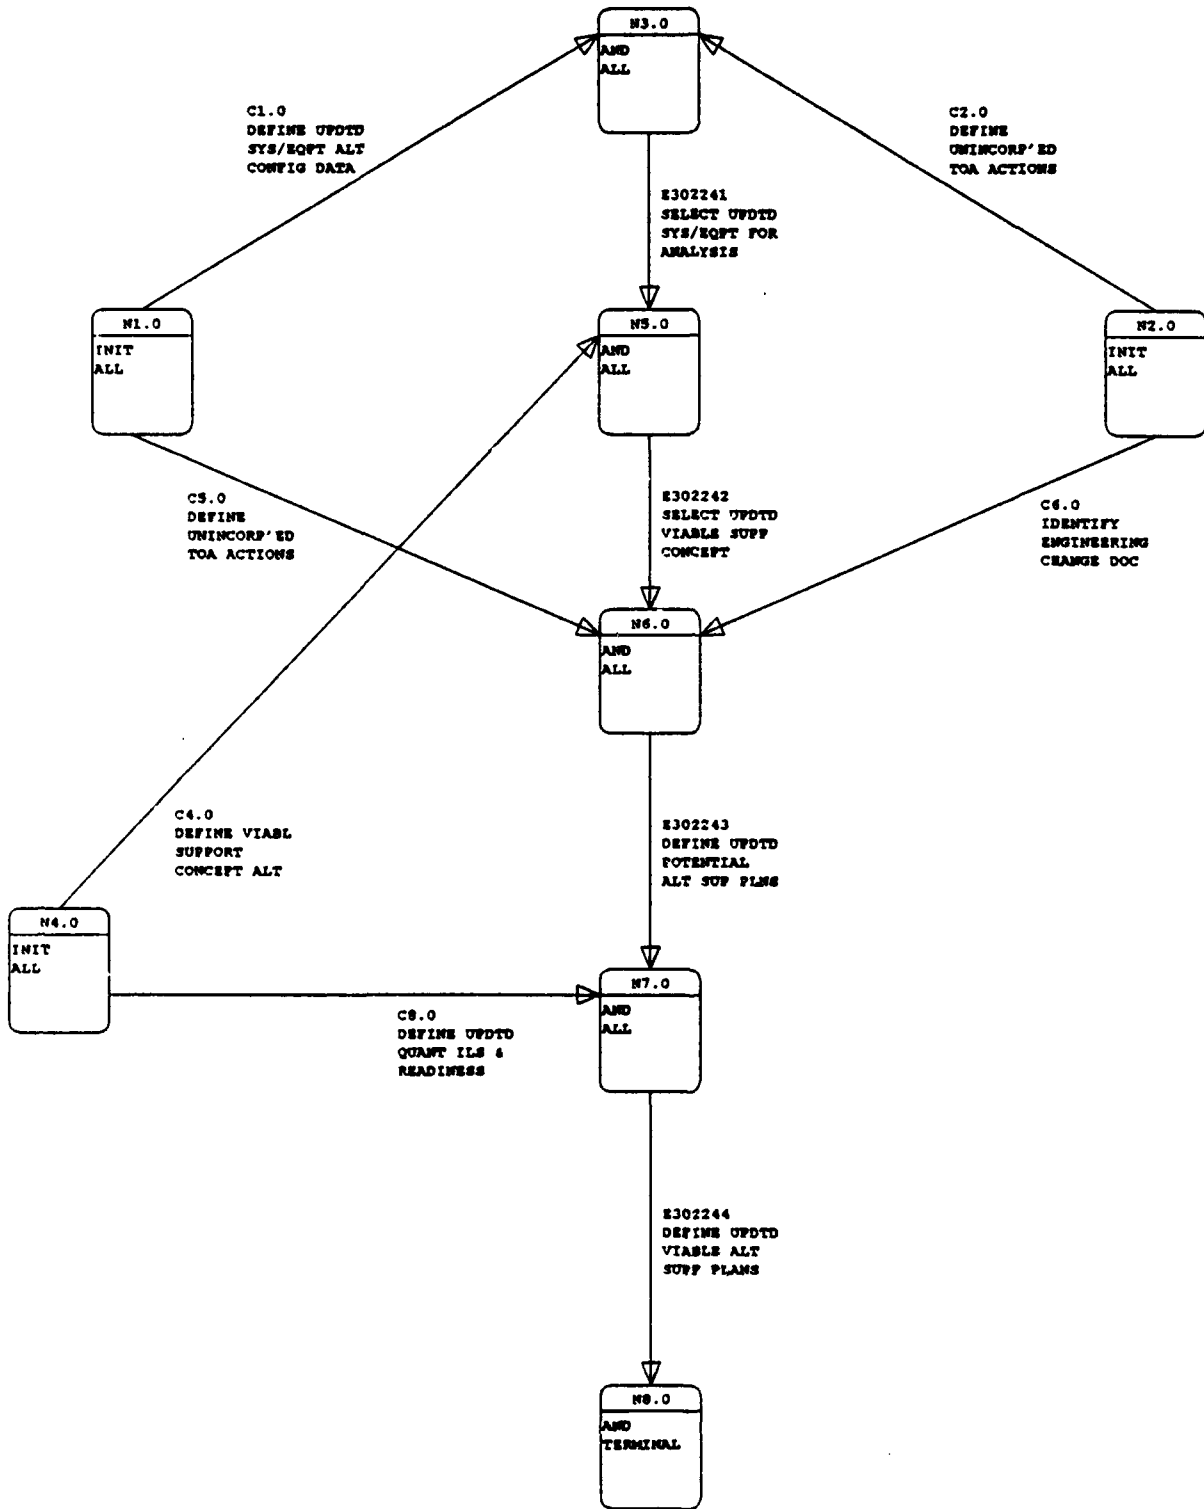 N3.0
AND
ALL
C1.0
DEFINE UPDTD
SYS/EQPT ALT
CONFIG DATA
C2.0
DEFINE
UNINCORP'ED
TOA ACTIONS
E302241
SELECT UPDTD
SYS/EQPT FOR
ANALYSIS
N1.0
INIT
ALL
N5.0
AND
ALL
N2.0
INIT
ALL
C5.0
DEFINE
UNINCORP'ED
TOA ACTIONS
E302242
SELECT UPDTD
VIABLE SUPP
CONCEPT
C6.0
IDENTIFY
ENGINEERING
CHANGE DOC
N6.0
AND
ALL
C4.0
DEFINE VIABL
SUPPORT
CONCEPT ALT
E302243
DEFINE UPDTD
POTENTIAL
ALT SUP PLNS
N4.0
INIT
ALL
N7.0
AND
ALL
C8.0
DEFINE UPDTD
QUANT ILS &
READINESS
E302244
DEFINE UPDTD
VIABLE ALT
SUPP PLANS
N8.0
AND
TERMINAL